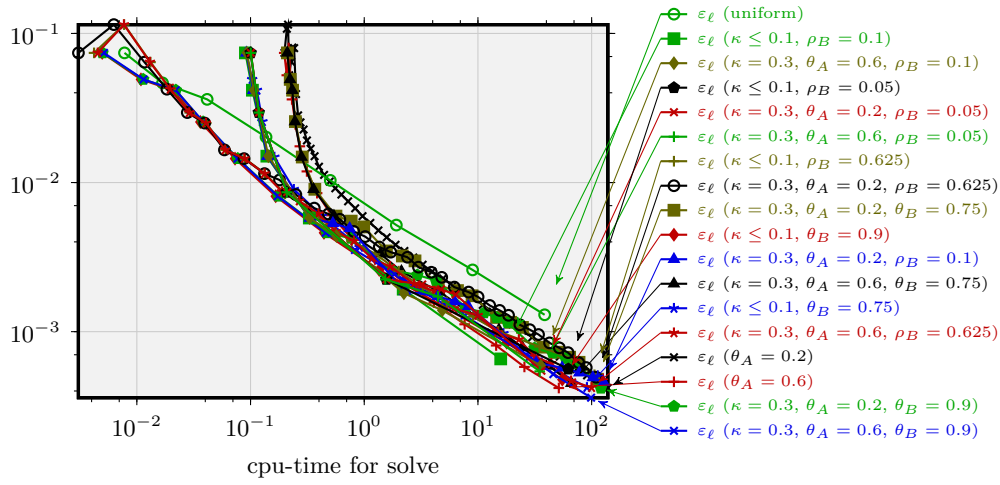 10^{-1}
10^{-2}
10^{-3}
10^{-2}
10^{-1}
10^{0}
10^{1}
10^{2}
cpu-time for solve
ε_ℓ (uniform)
ε_ℓ (κ ≤ 0.1, ρ_B = 0.1)
ε_ℓ (κ = 0.3, θ_A = 0.6, ρ_B = 0.1)
ε_ℓ (κ ≤ 0.1, ρ_B = 0.05)
ε_ℓ (κ = 0.3, θ_A = 0.2, ρ_B = 0.05)
ε_ℓ (κ = 0.3, θ_A = 0.6, ρ_B = 0.05)
ε_ℓ (κ ≤ 0.1, ρ_B = 0.625)
ε_ℓ (κ = 0.3, θ_A = 0.2, ρ_B = 0.625)
ε_ℓ (κ = 0.3, θ_A = 0.2, θ_B = 0.75)
ε_ℓ (κ ≤ 0.1, θ_B = 0.9)
ε_ℓ (κ = 0.3, θ_A = 0.2, ρ_B = 0.1)
ε_ℓ (κ = 0.3, θ_A = 0.6, θ_B = 0.75)
ε_ℓ (κ ≤ 0.1, θ_B = 0.75)
ε_ℓ (κ = 0.3, θ_A = 0.6, ρ_B = 0.625)
ε_ℓ (θ_A = 0.2)
ε_ℓ (θ_A = 0.6)
ε_ℓ (κ = 0.3, θ_A = 0.2, θ_B = 0.9)
ε_ℓ (κ = 0.3, θ_A = 0.6, θ_B = 0.9)